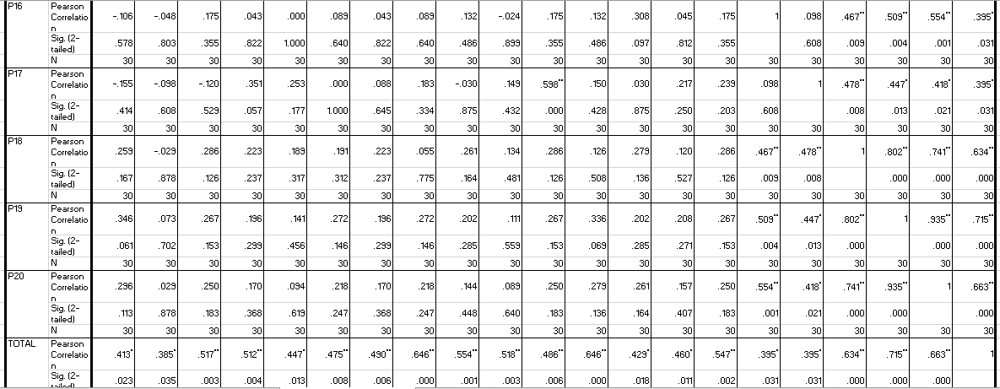 P16 Pearson Correlatio n -.106 -.048 .175 .043 .000 .089 .043 .089 .132 -.024 .175 .132 .308 .045 .175 1 .098 .467** .509** .554** .395*
Sig. (2-tailed) .578 .803 .355 .822 1.000 .640 .822 .640 .486 .899 .355 .486 .097 .812 .355 .608 .009 .004 .001 .031
N 30 30 30 30 30 30 30 30 30 30 30 30 30 30 30 30 30 30 30 30 30
P17 Pearson Correlatio n -.155 -.098 -.120 .351 .253 .000 .088 .183 -.030 .149 .598** .150 .030 .217 .239 .098 1 .478** .447* .418* .395*
Sig. (2-tailed) .414 .608 .529 .057 .177 1.000 .645 .334 .875 .432 .000 .428 .875 .250 .203 .608 .008 .013 .021 .031
N 30 30 30 30 30 30 30 30 30 30 30 30 30 30 30 30 30 30 30 30 30
P18 Pearson Correlatio n .259 -.029 .286 .223 .189 .191 .223 .055 .261 .134 .286 .126 .279 .120 .286 .467** .478** 1 .802** .741** .634**
Sig. (2-tailed) .167 .878 .126 .237 .317 .312 .237 .775 .164 .481 .126 .508 .136 .527 .126 .009 .008 .000 .000 .000
N 30 30 30 30 30 30 30 30 30 30 30 30 30 30 30 30 30 30 30 30 30
P19 Pearson Correlatio n .346 .073 .267 .196 .141 .272 .196 .272 .202 .111 .267 .336 .202 .208 .267 .509** .447* .802** 1 .935** .715**
Sig. (2-tailed) .061 .702 .153 .299 .456 .146 .299 .146 .285 .559 .153 .069 .285 .271 .153 .004 .013 .000 .000 .000
N 30 30 30 30 30 30 30 30 30 30 30 30 30 30 30 30 30 30 30 30 30
P20 Pearson Correlatio n .296 .029 .250 .170 .094 .218 .170 .218 .144 .089 .250 .279 .261 .157 .250 .554** .418* .741** .935** 1 .663**
Sig. (2-tailed) .113 .878 .183 .368 .619 .247 .368 .247 .448 .640 .183 .136 .164 .407 .183 .001 .021 .000 .000 .000
N 30 30 30 30 30 30 30 30 30 30 30 30 30 30 30 30 30 30 30 30 30
TOTAL Pearson Correlatio n .413* .385* .517** .512** .447* .475** .490** .646** .554** .518** .486** .646** .429* .460* .547** .395* .395* .634** .715** .663** 1
Sig. (2-tailed) .023 .035 .003 .004 .013 .008 .006 .000 .001 .003 .006 .000 .018 .011 .002 .031 .031 .000 .000 .000